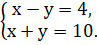 x − y = 4,
x + y = 10.